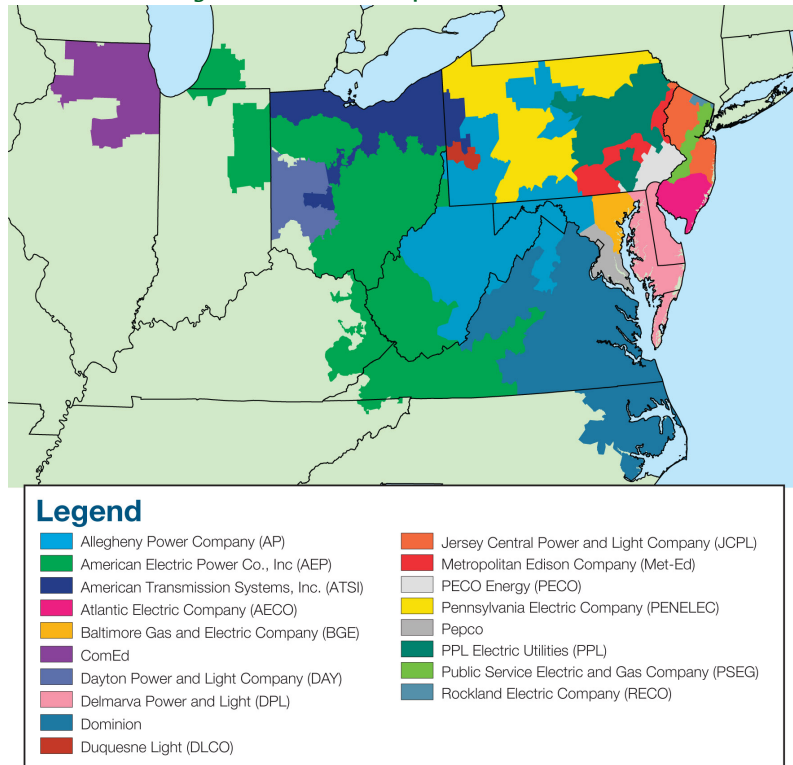 Legend
Allegheny Power Company (AP)
American Electric Power Co., Inc (AEP)
American Transmission Systems, Inc. (ATSI)
Atlantic Electric Company (AECO)
Baltimore Gas and Electric Company (BGE)
ComEd
Dayton Power and Light Company (DAY)
Delmarva Power and Light (DPL)
Dominion
Duquesne Light (DLCO)
Jersey Central Power and Light Company (JCPL)
Metropolitan Edison Company (Met-Ed)
PECO Energy (PECO)
Pennsylvania Electric Company (PENELEC)
Pepco
PPL Electric Utilities (PPL)
Public Service Electric and Gas Company (PSEG)
Rockland Electric Company (RECO)